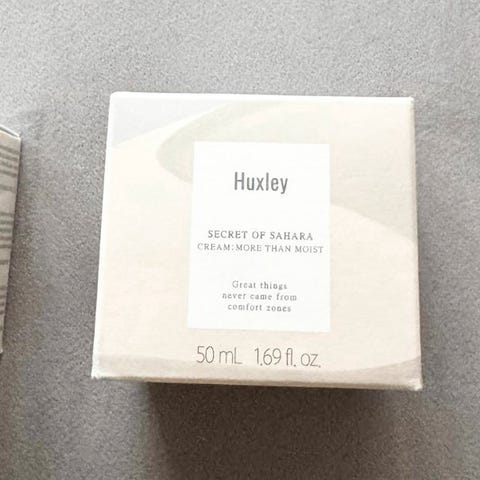 Huxley
SECRET OF SAHARA
CREAM: MORE THAN MOIST
Great things
never came from
comfort zones
50 mL 1.69 fl. oz.